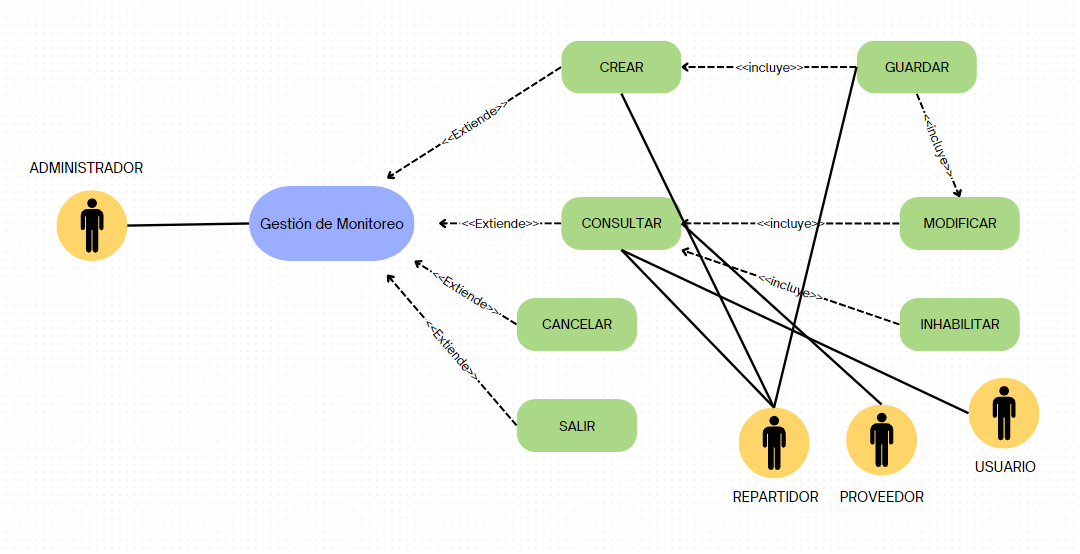 CREAR
<<incluye>>
GUARDAR
<<Extiende>>
<<incluye>>
ADMINISTRADOR
Gestión de Monitoreo
<<Extiende>>
CONSULTAR
<<incluye>>
MODIFICAR
<<Extiende>>
<<incluye>>
CANCELAR
INHABILITAR
<<Extiende>>
SALIR
USUARIO
REPARTIDOR
PROVEEDOR